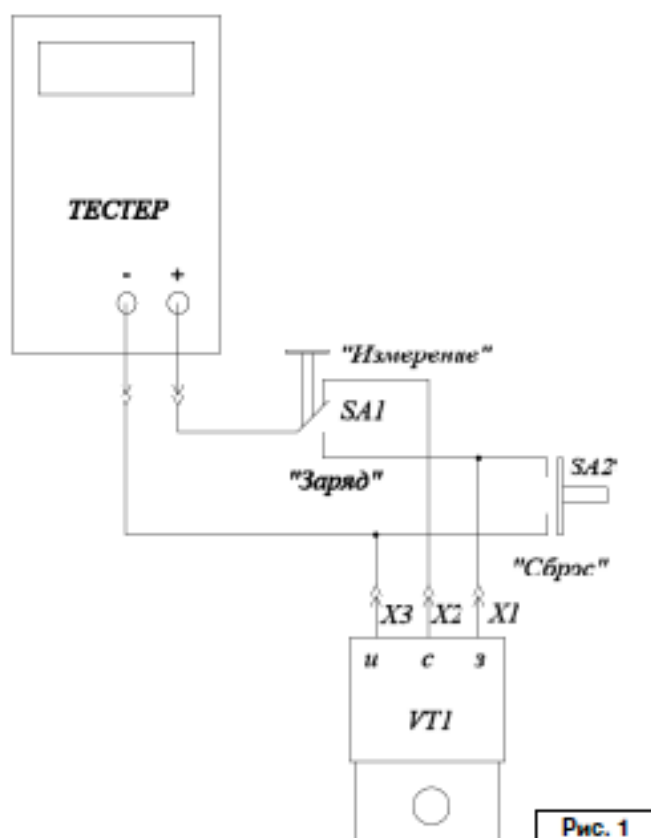 ТЕСТЕР
- +
"Измерение"
SA1
"Заряд"
SA2
"Сброс"
X3 X2 X1
и с з
VT1
Рис. 1